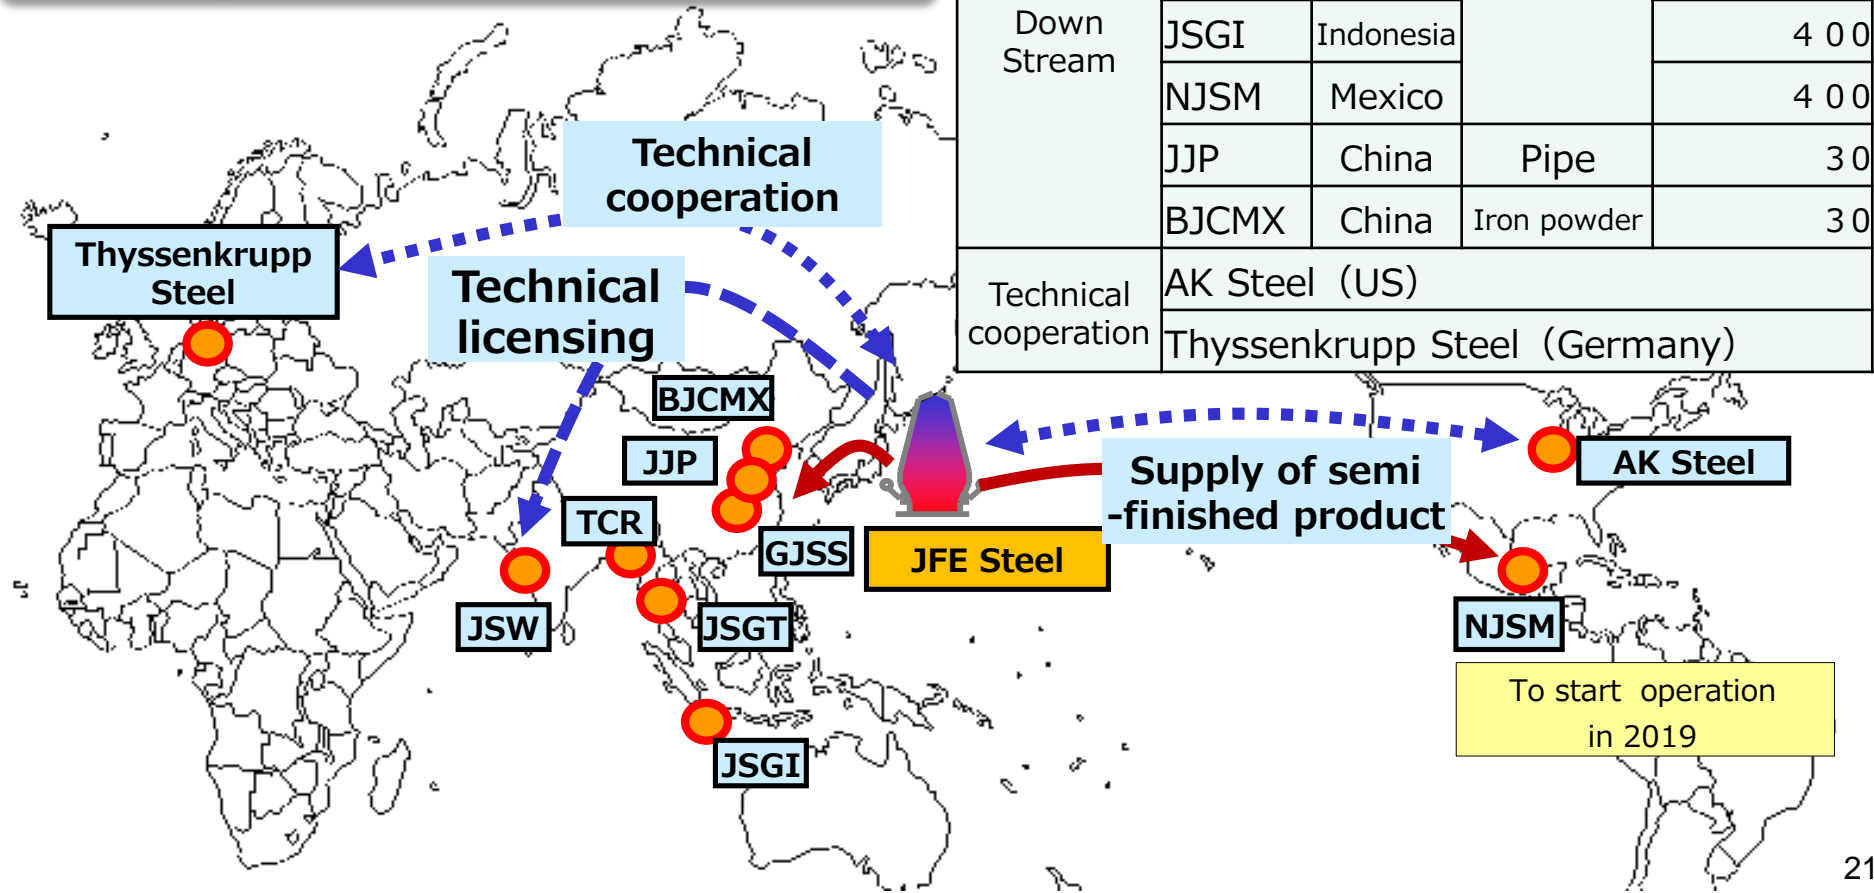 Down
Stream
JSGI Indonesia 400
NJSM Mexico 400
JJP China Pipe 30
BJCMX China Iron powder 30
Technical
cooperation
AK Steel（US）
Thyssenkrupp Steel（Germany）
Technical
cooperation
Thyssenkrupp
Steel
Technical
licensing
BJCMX
JJP
TCR
GJSS
JFE Steel
Supply of semi
-finished product
AK Steel
JSW
JSGT
NJSM
To start operation
in 2019
JSGI
21